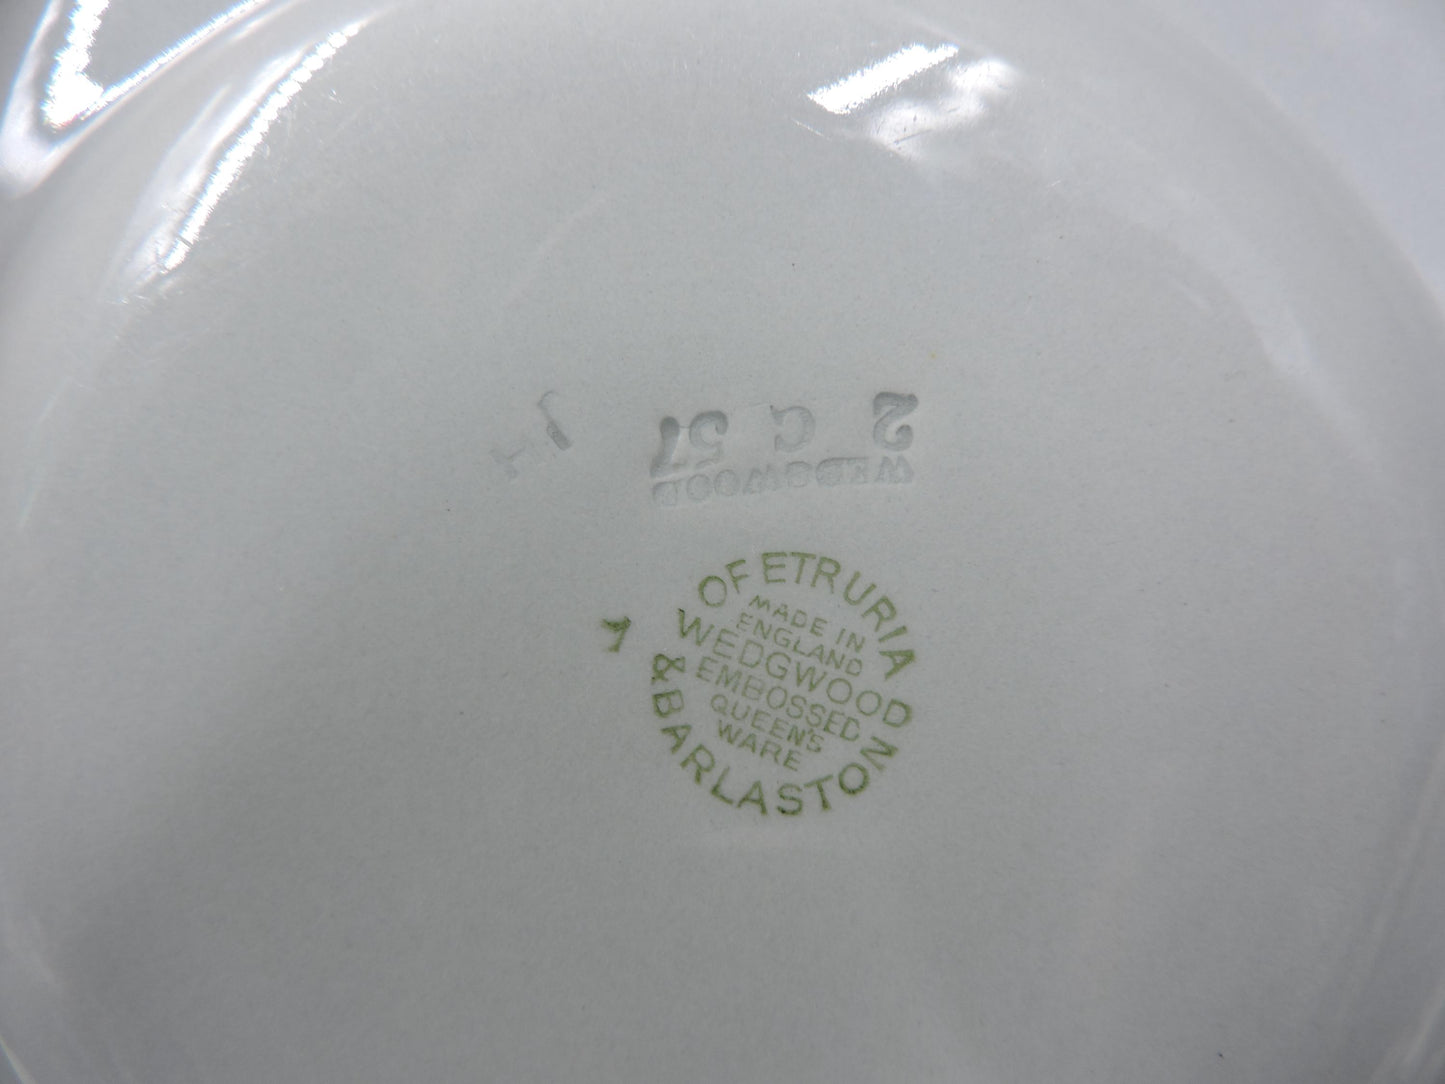 WEDGWOOD
2 G 57
OF ETRURIA
MADE IN
ENGLAND
WEDGWOOD
EMBOSSED
QUEEN'S
WARE
& BARLASTON